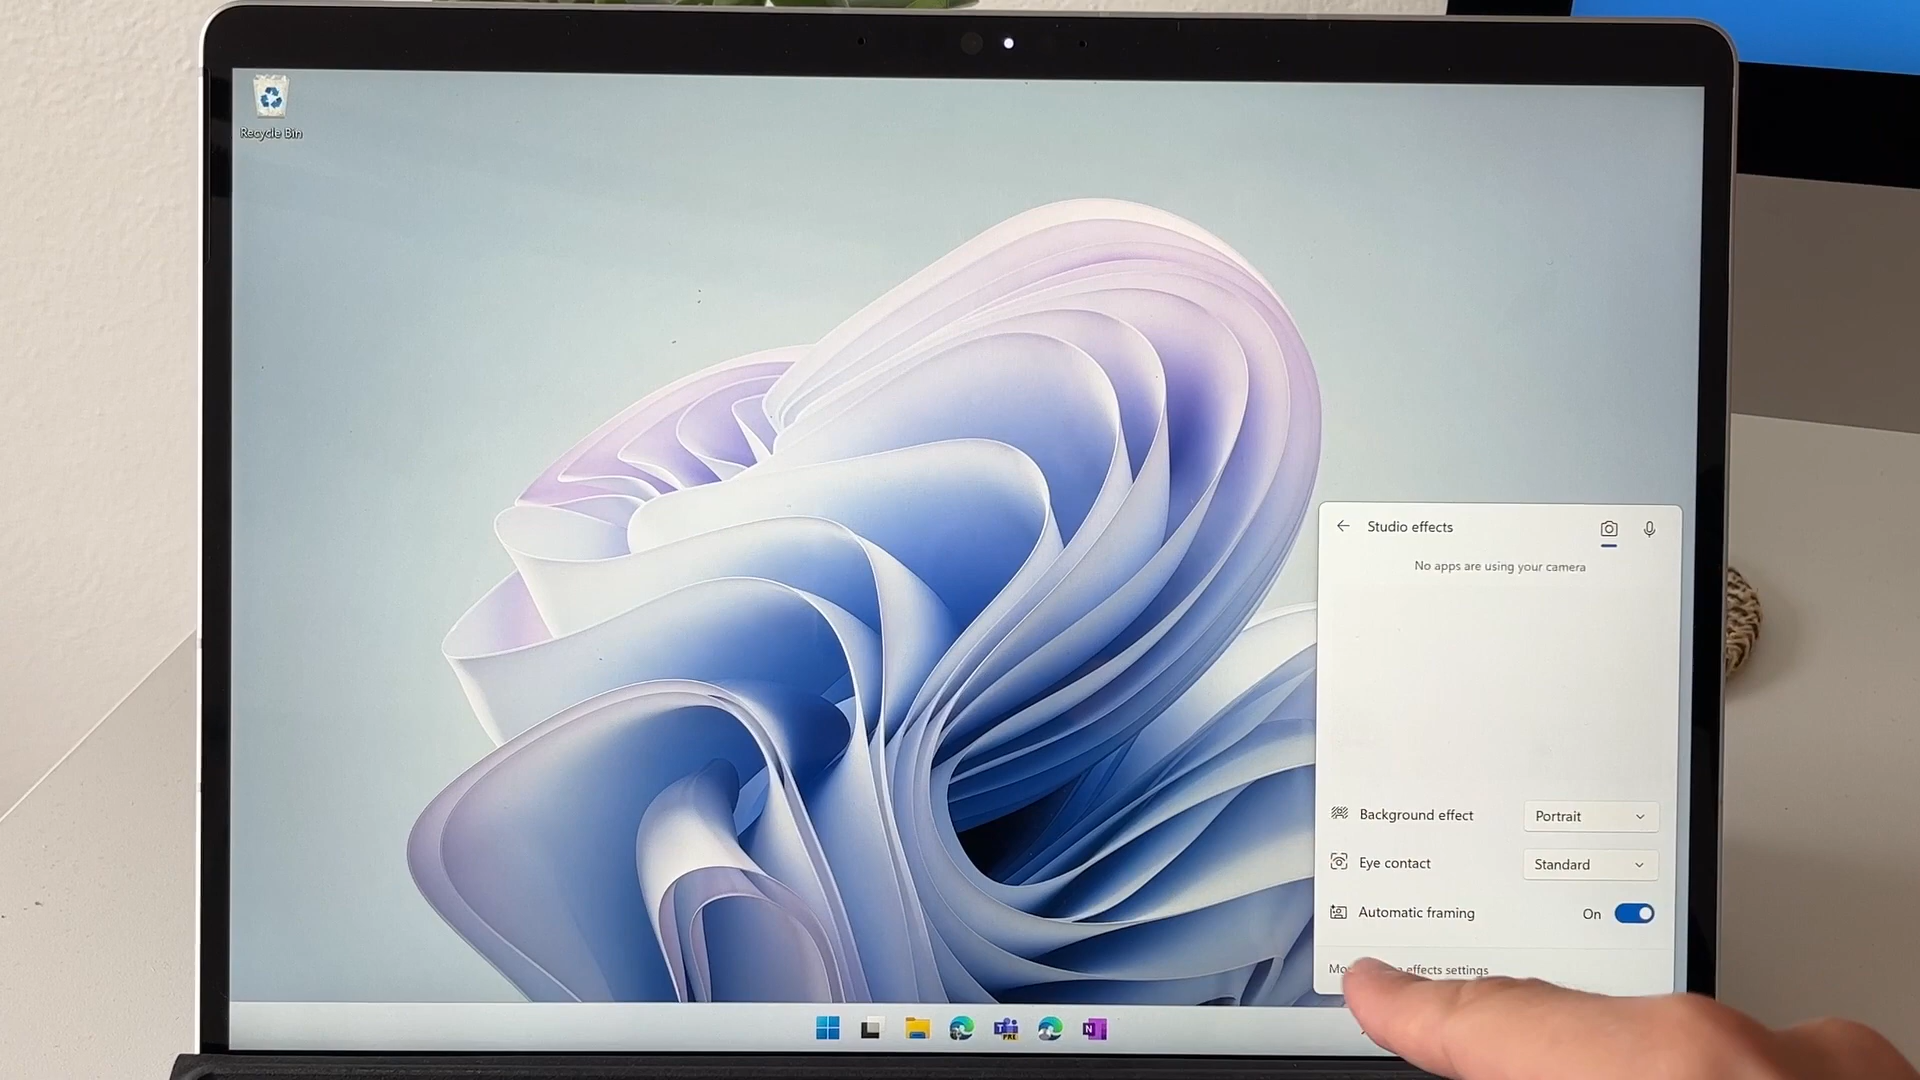 Recycle Bin
Studio effects
No apps are using your camera
Background effect
Portrait
Eye contact
Standard
Automatic framing
On
effects settings
N
PRE